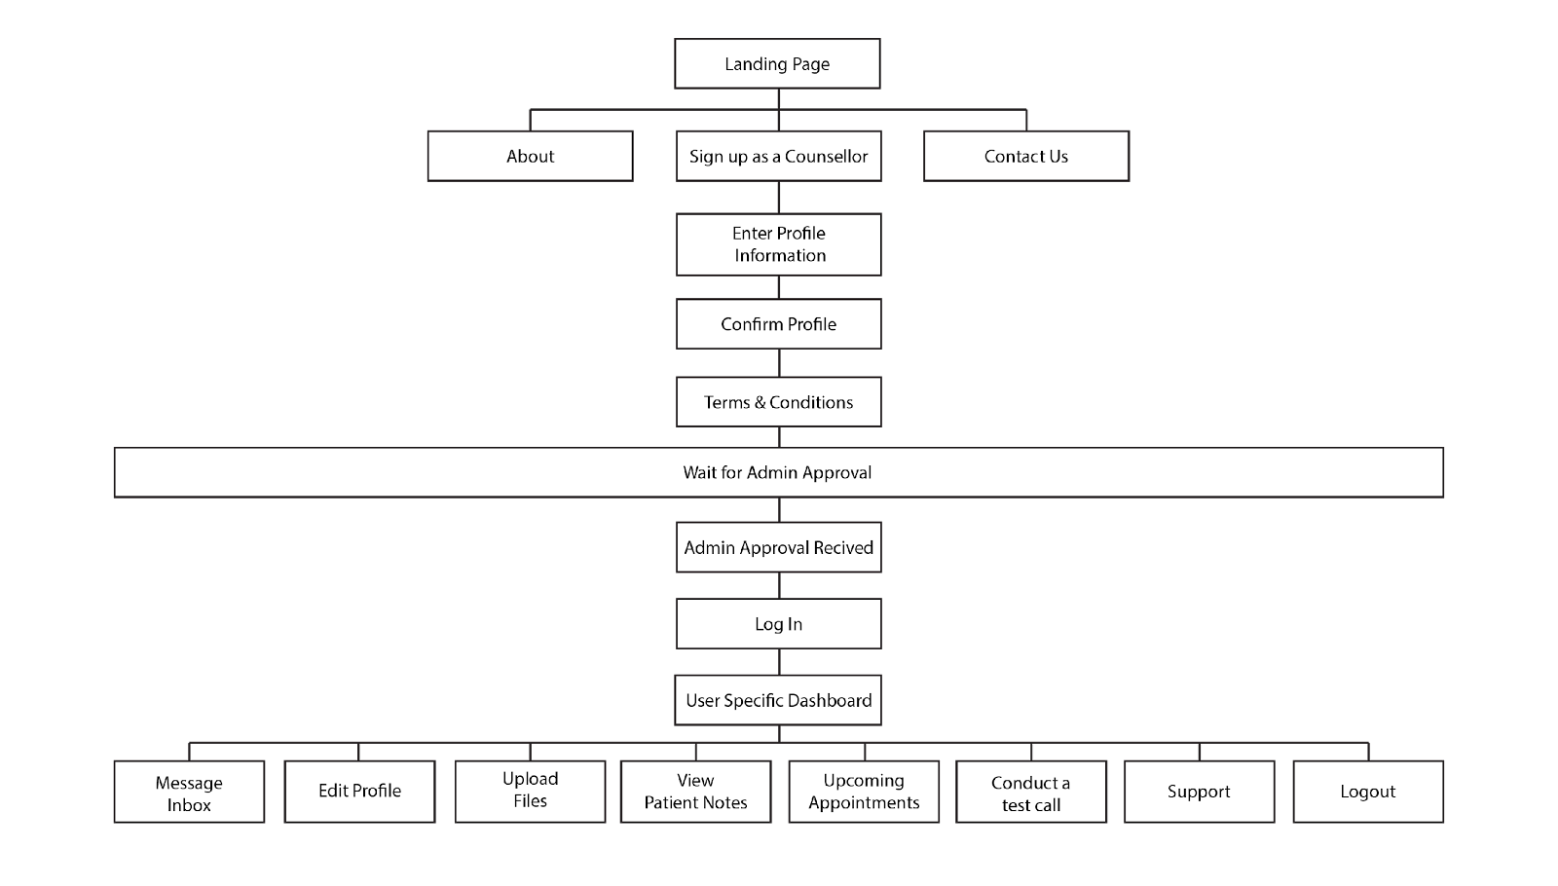 Landing Page
About
Sign up as a Counsellor
Contact Us
Enter Profile
Information
Confirm Profile
Terms & Conditions
Wait for Admin Approval
Admin Approval Recived
Log In
User Specific Dashboard
Message
Inbox
Edit Profile
Upload
Files
View
Patient Notes
Upcoming
Appointments
Conduct a
test call
Support
Logout